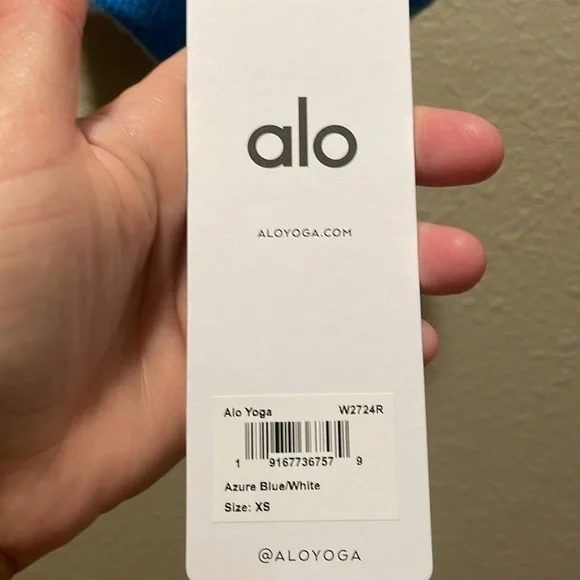 alo
ALOYOGA.COM
Alo Yoga W2724R
1 9167736757 9
Azure Blue/White
Size: XS
@ALOYOGA